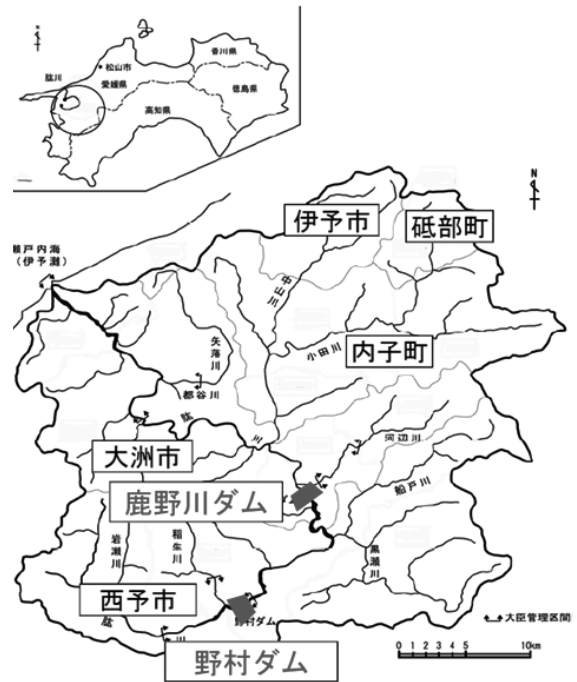 N
香川県
松山市
肱川
愛媛県
徳島県
高知県
N
伊予市
砥部町
瀬戸内海
(伊予灘)
中山川
矢落川
小田川
内子町
都谷川
肱
川
河辺川
大洲市
鹿野川ダム
船戸川
岩瀬川
稲生川
黒瀬川
西予市
野村ダム
大臣管理区間
肱
川
野村ダム
0 1 2 3 4 5 10km